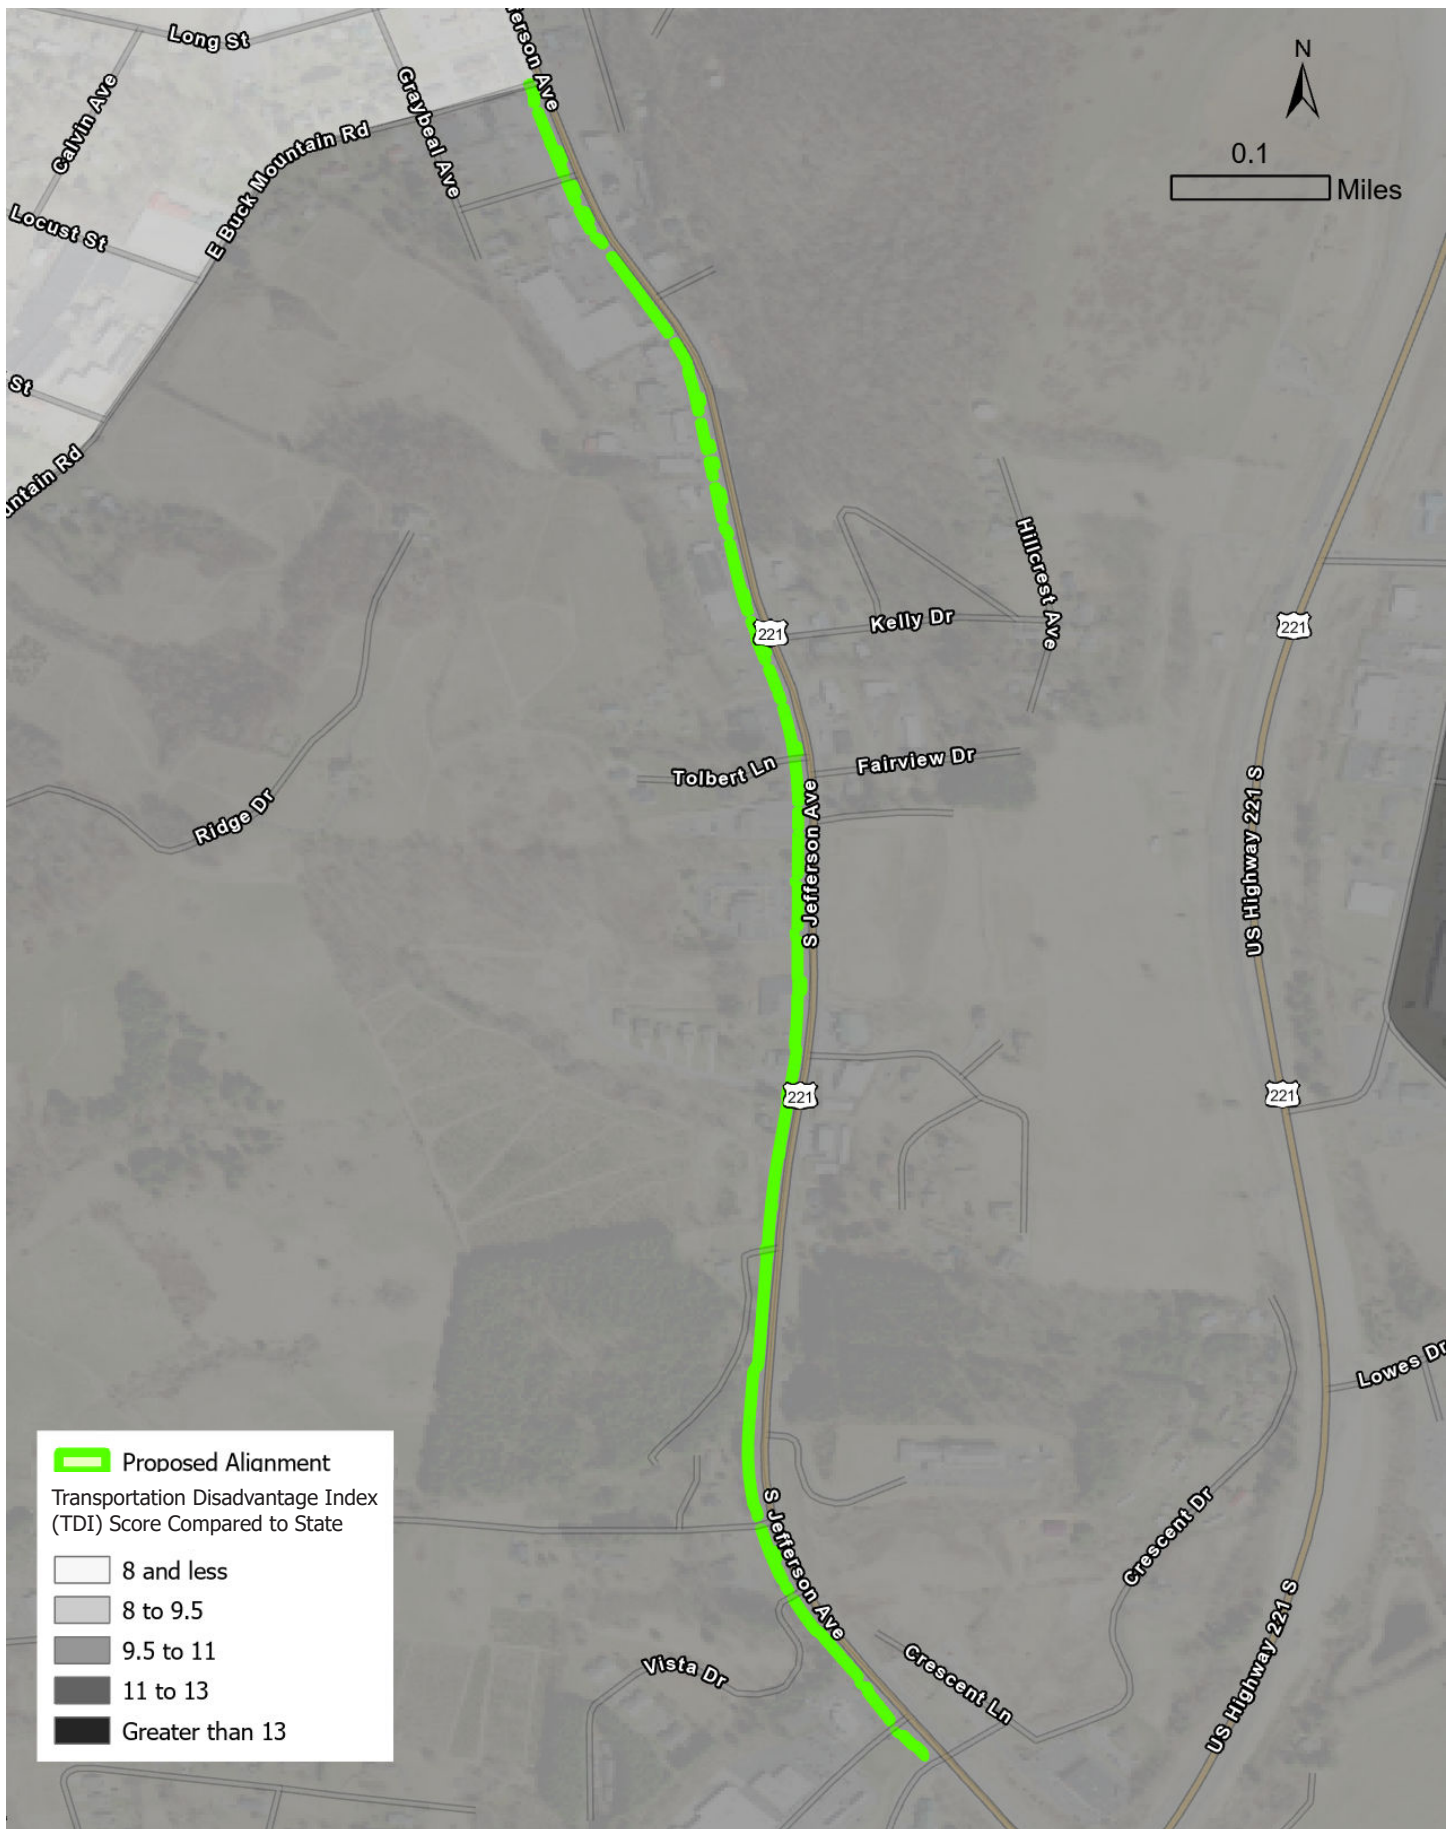 Long St
ferson Ave
N
Calvin Ave
Graybeal Ave
E Buck Mountain Rd
0.1
Miles
Locust St
St
untain Rd
Hillcrest Ave
Kelly Dr
221
221
Tolbert Ln
Fairview Dr
Ridge Dr
S Jefferson Ave
US Highway 221 S
221
221
Lowes Dr
Proposed Alignment
Transportation Disadvantage Index
(TDI) Score Compared to State
8 and less
8 to 9.5
9.5 to 11
11 to 13
Greater than 13
S Jefferson Ave
Crescent Dr
Vista Dr
Crescent Ln
US Highway 221 S